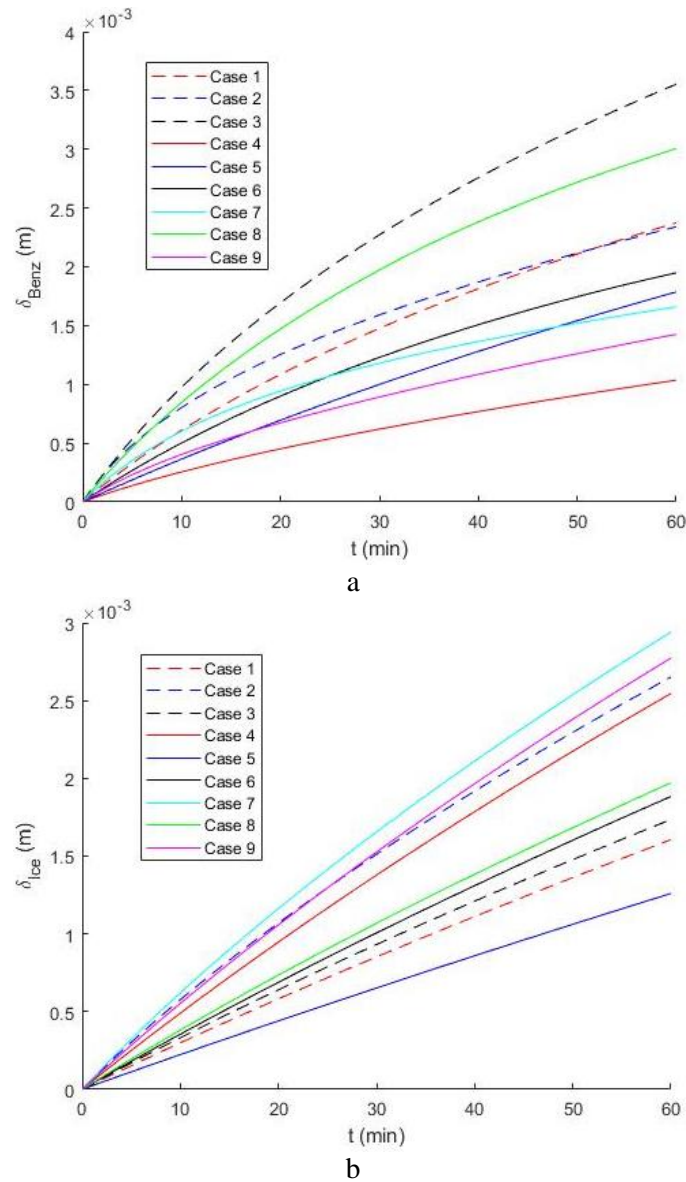 ×10⁻³
4
3.5
3
2.5
2
1.5
1
0.5
0
δBenz (m)
Case 1
Case 2
Case 3
Case 4
Case 5
Case 6
Case 7
Case 8
Case 9
0 10 20 30 40 50 60
t (min)
a
×10⁻³
3
2.5
2
1.5
1
0.5
0
δIce (m)
Case 1
Case 2
Case 3
Case 4
Case 5
Case 6
Case 7
Case 8
Case 9
0 10 20 30 40 50 60
t (min)
b